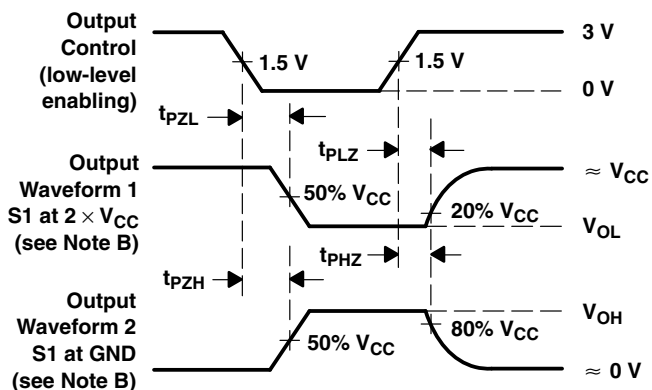 Output
Control
(low-level
enabling)
1.5 V
1.5 V
3 V
0 V
tPZL
tPLZ
Output
Waveform 1
S1 at 2 × VCC
(see Note B)
50% VCC
20% VCC
≈ VCC
VOL
tPZH
tPHZ
Output
Waveform 2
S1 at GND
(see Note B)
50% VCC
80% VCC
VOH
≈ 0 V